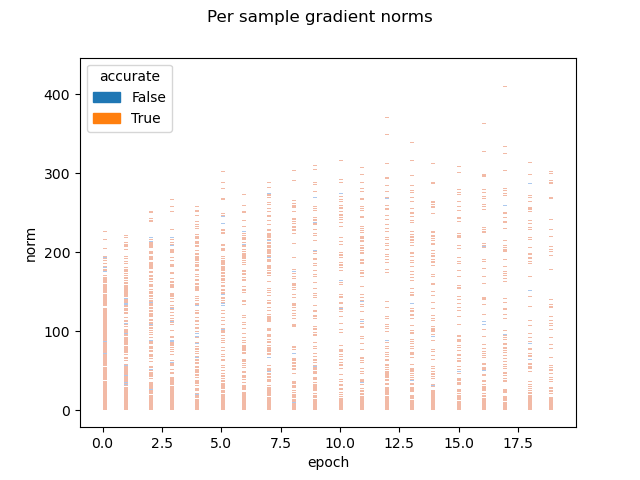 Per sample gradient norms
accurate
False
True
norm
400
300
200
100
0
0.0 2.5 5.0 7.5 10.0 12.5 15.0 17.5
epoch